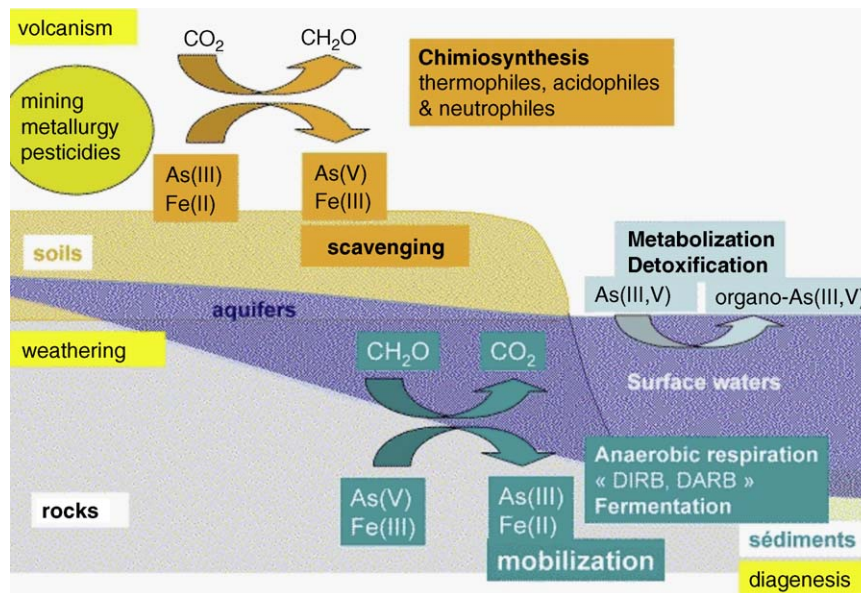 volcanism
CO2
CH2O
Chimiosynthesis
thermophiles, acidophiles
& neutrophiles
mining
metallurgy
pesticidies
As(III)
Fe(II)
As(V)
Fe(III)
scavenging
soils
Metabolization
Detoxification
As(III,V)
organo-As(III,V)
aquifers
weathering
CH2O
CO2
Surface waters
Anaerobic respiration
« DIRB, DARB »
Fermentation
As(V)
Fe(III)
As(III)
Fe(II)
rocks
mobilization
sédiments
diagenesis